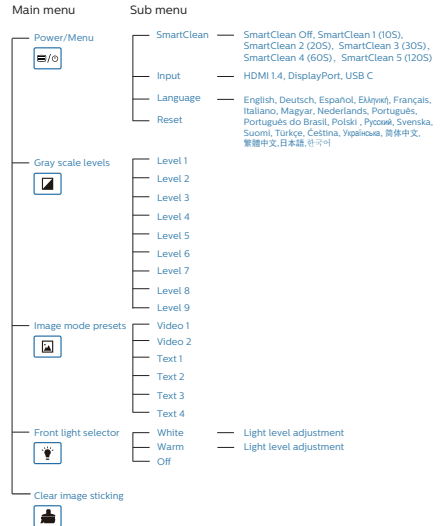 Main menu
Sub menu
Power/Menu
SmartClean
SmartClean Off, SmartClean 1 (10S),
SmartClean 2 (20S), SmartClean 3 (30S),
SmartClean 4 (60S), SmartClean 5 (120S)
Input
HDMI 1.4, DisplayPort, USB C
Language
English, Deutsch, Español, Ελληνική, Français,
Italiano, Magyar, Nederlands, Português,
Português do Brasil, Polski , Русский, Svenska,
Suomi, Türkçe, Čeština, Українська, 简体中文,
繁體中文,日本語,한국어
Reset
Gray scale levels
Level 1
Level 2
Level 3
Level 4
Level 5
Level 6
Level 7
Level 8
Level 9
Image mode presets
Video 1
Video 2
Text 1
Text 2
Text 3
Text 4
Front light selector
White
Light level adjustment
Warm
Light level adjustment
Off
Clear image sticking